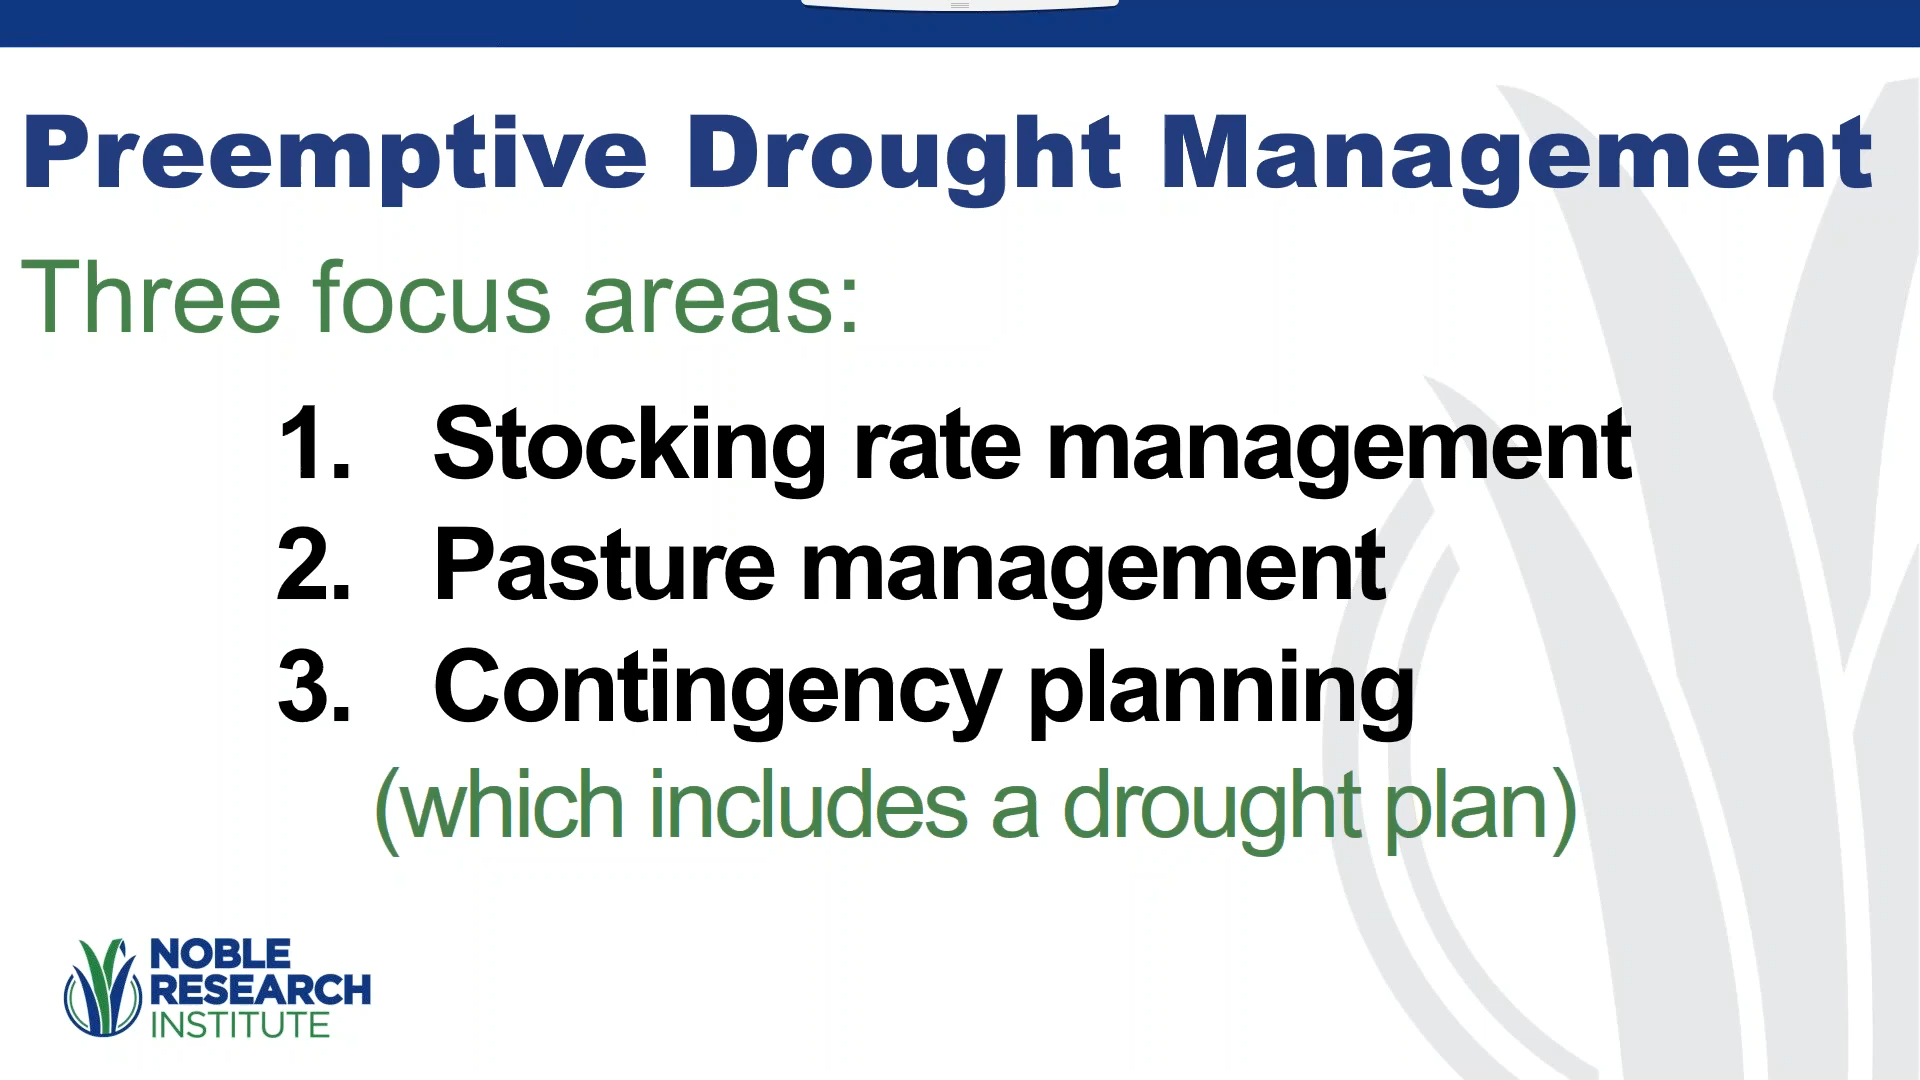 Preemptive Drought Management
Three focus areas:
1. Stocking rate management
2. Pasture management
3. Contingency planning
(which includes a drought plan)
NOBLE
RESEARCH
INSTITUTE